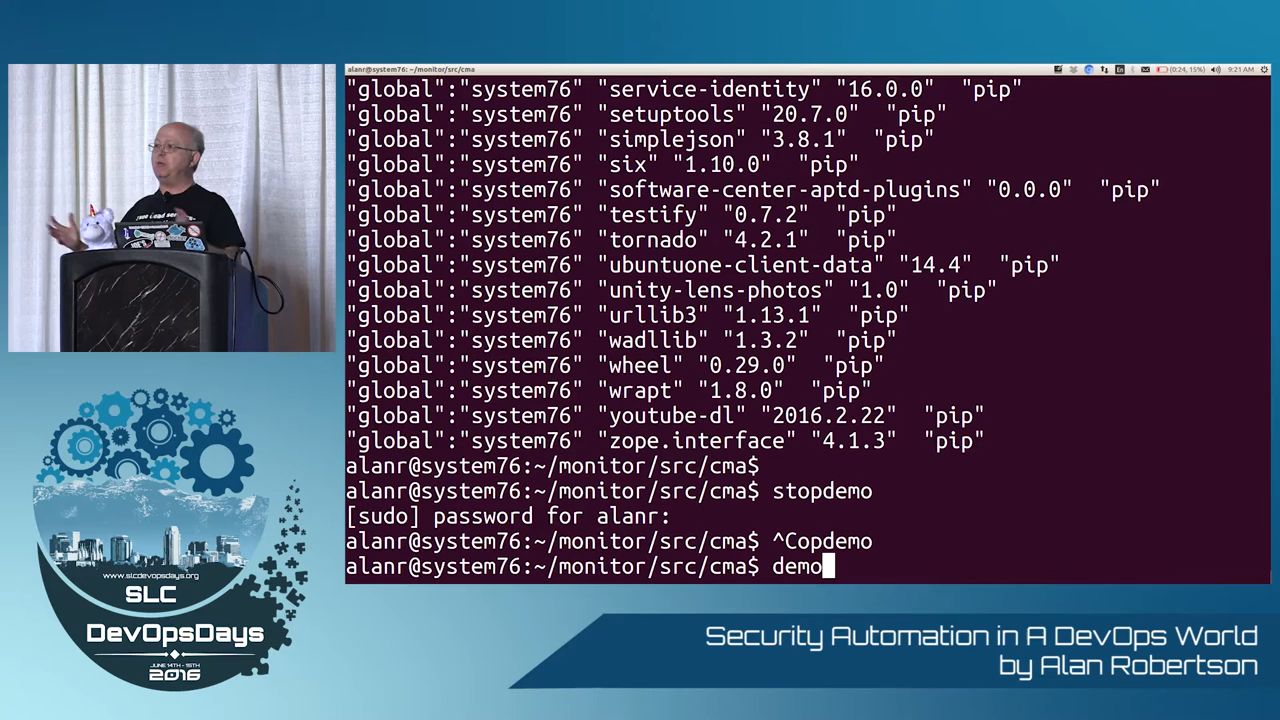 alanr@system76: ~/monitor/src/cma
En
(0:24, 15%)
9:21 AM
"global":"system76" "service-identity" "16.0.0" "pip"
"global":"system76" "setuptools" "20.7.0" "pip"
"global":"system76" "simplejson" "3.8.1" "pip"
"global":"system76" "six" "1.10.0" "pip"
"global":"system76" "software-center-aptd-plugins" "0.0.0" "pip"
"global":"system76" "testify" "0.7.2" "pip"
"global":"system76" "tornado" "4.2.1" "pip"
"global":"system76" "ubuntuone-client-data" "14.4" "pip"
"global":"system76" "unity-lens-photos" "1.0" "pip"
"global":"system76" "urllib3" "1.13.1" "pip"
"global":"system76" "wadllib" "1.3.2" "pip"
"global":"system76" "wheel" "0.29.0" "pip"
"global":"system76" "wrapt" "1.8.0" "pip"
"global":"system76" "youtube-dl" "2016.2.22" "pip"
"global":"system76" "zope.interface" "4.1.3" "pip"
alanr@system76:~/monitor/src/cma$
alanr@system76:~/monitor/src/cma$ stopdemo
[sudo] password for alanr:
alanr@system76:~/monitor/src/cma$ ^Copdemo
alanr@system76:~/monitor/src/cma$ demo
www.slcdevopsdays.org
SLC
DevOpsDays
JUNE 14TH - 15TH
2016
Security Automation in A DevOps World
by Alan Robertson